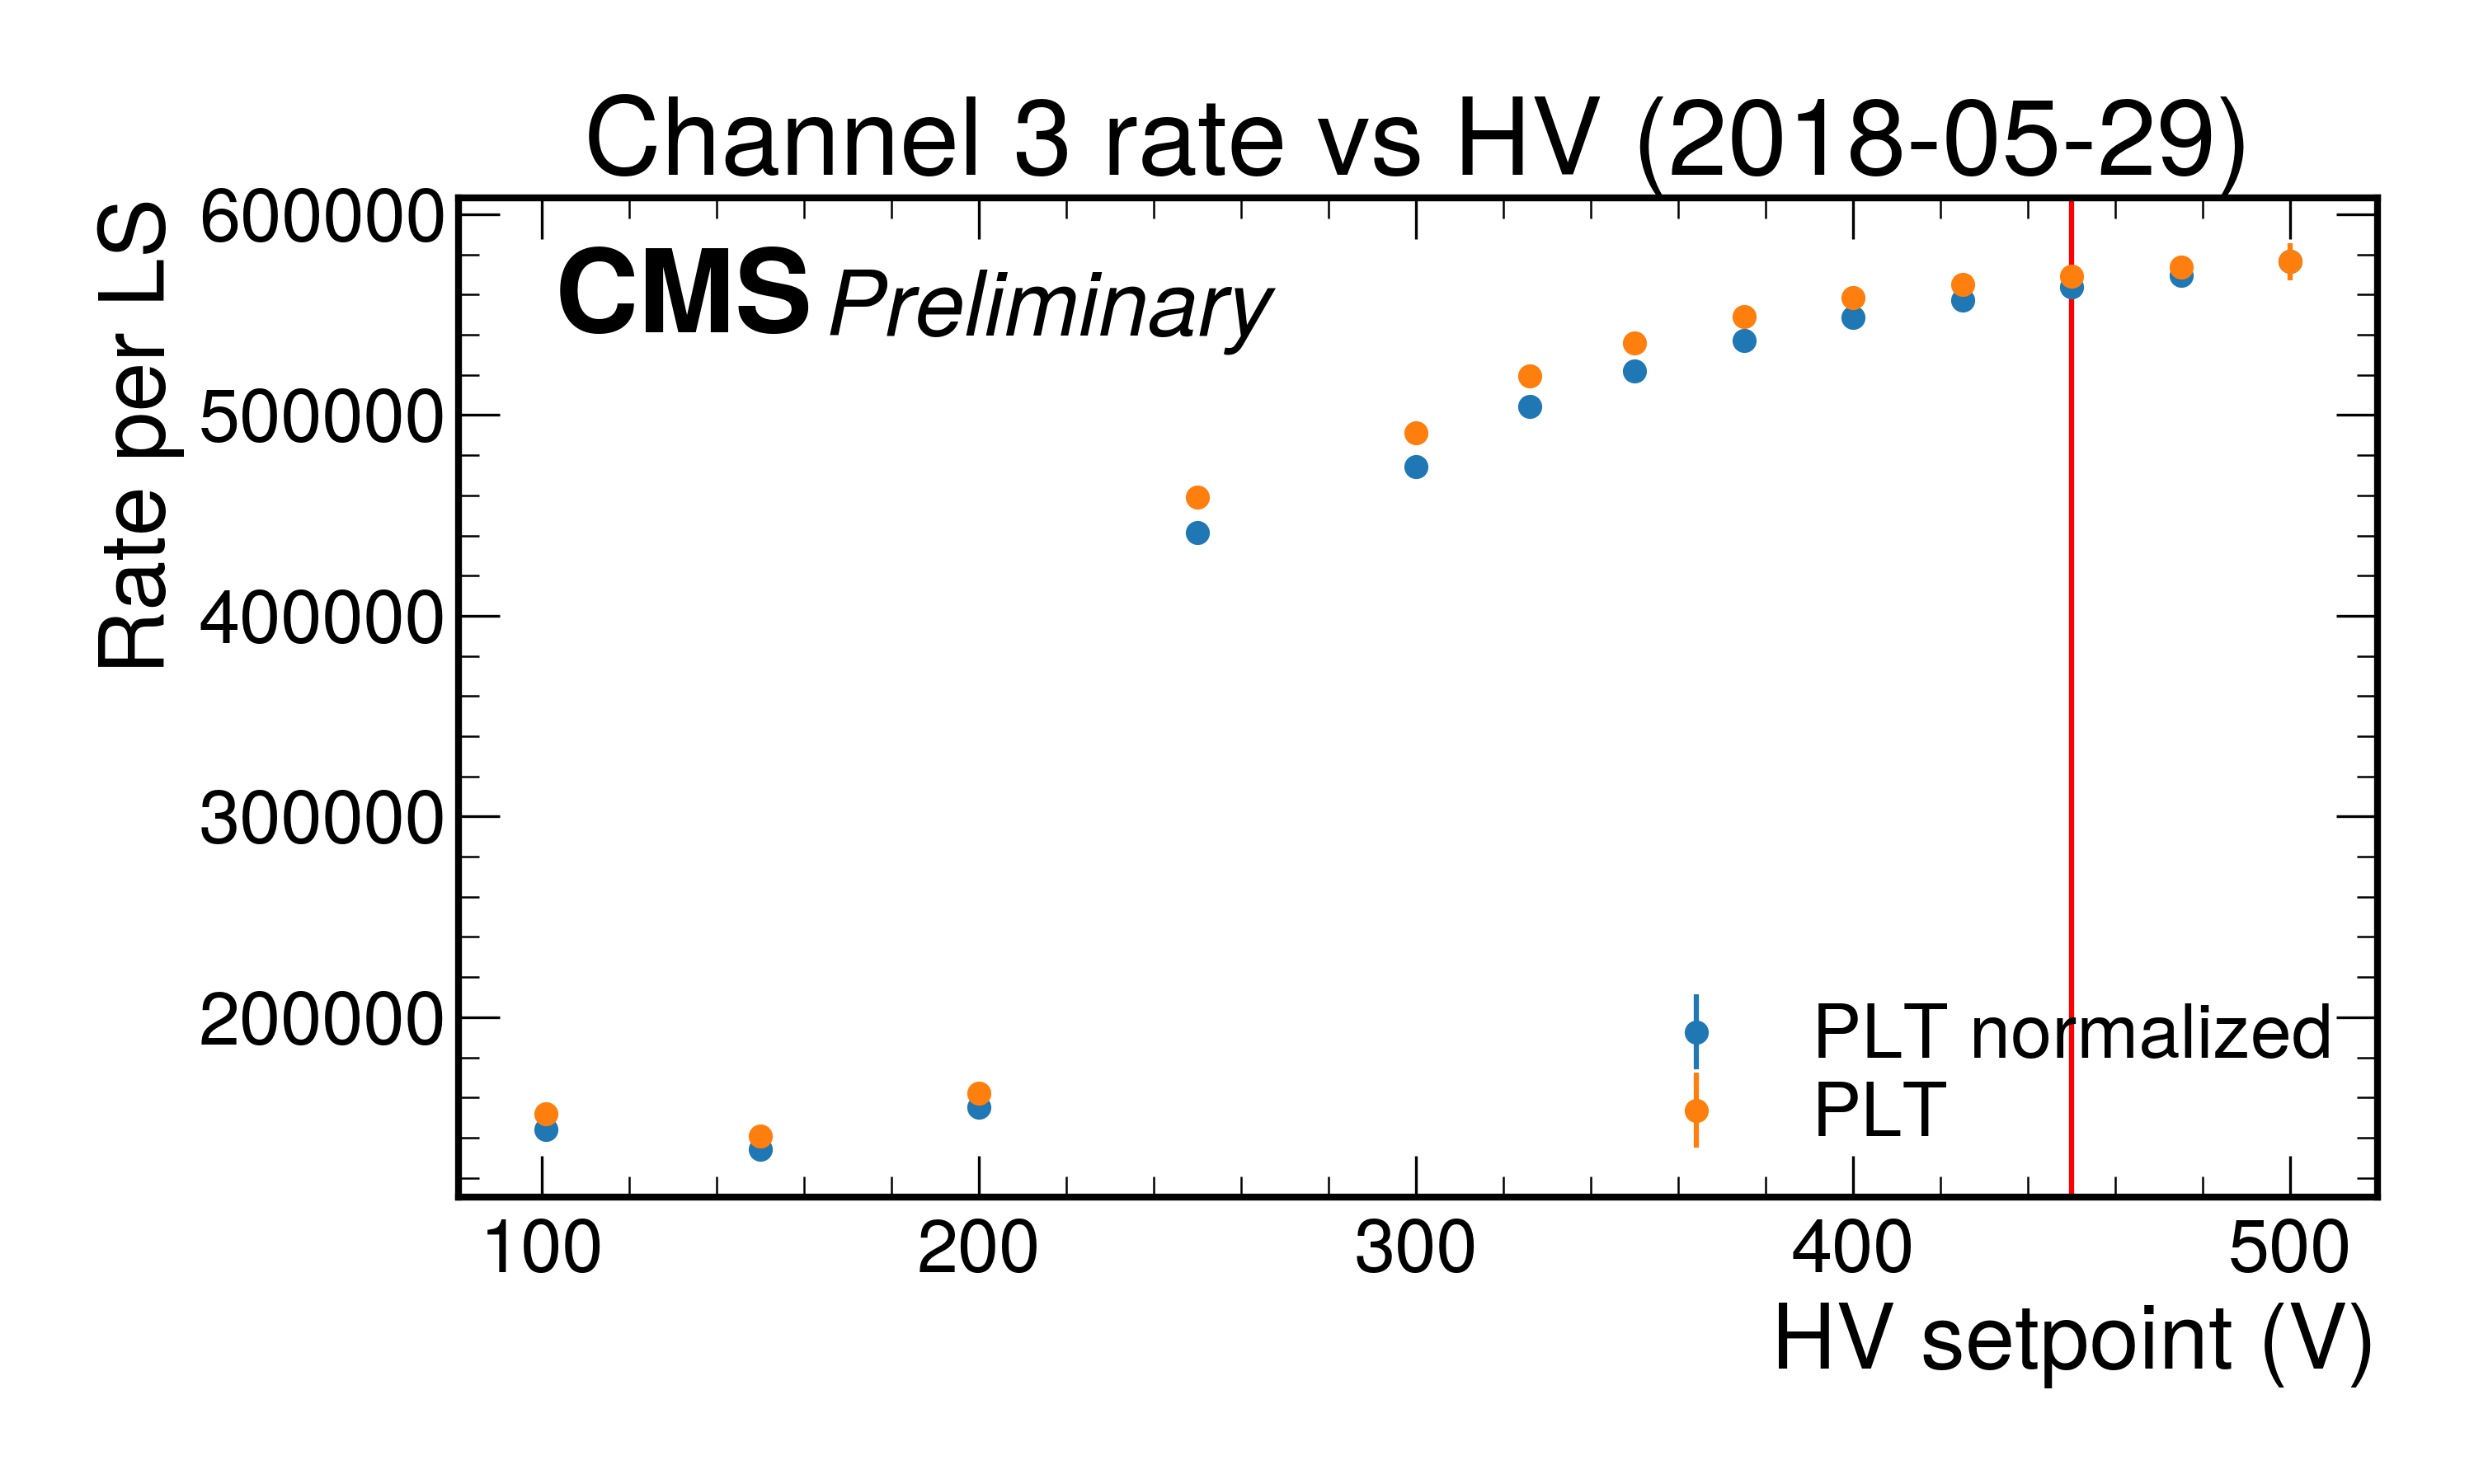 Channel 3 rate vs HV (2018-05-29)
Rate per LS
CMS Preliminary
600000
500000
400000
300000
200000
PLT normalized
PLT
100 200 300 400 500
HV setpoint (V)